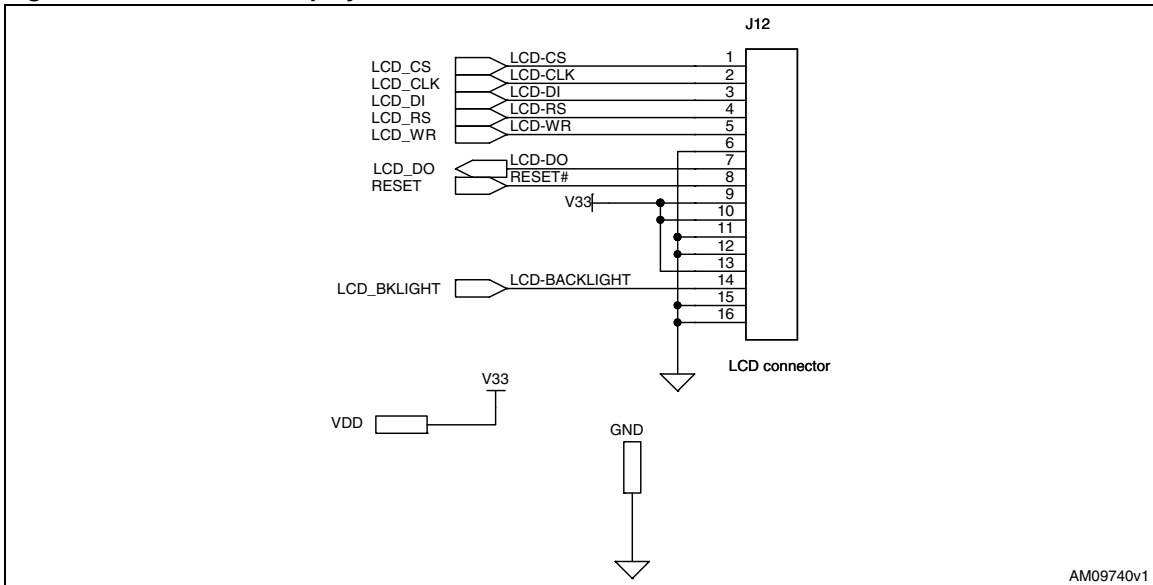 J12
LCD_CS LCD-CS 1
LCD_CLK LCD-CLK 2
LCD_DI LCD-DI 3
LCD_RS LCD-RS 4
LCD_WR LCD-WR 5
6
LCD_DO LCD-DO 7
RESET RESET# 8
V33 9
10
11
12
13
LCD_BKLIGHT LCD-BACKLIGHT 14
15
16
LCD connector
V33
VDD
GND
AM09740v1